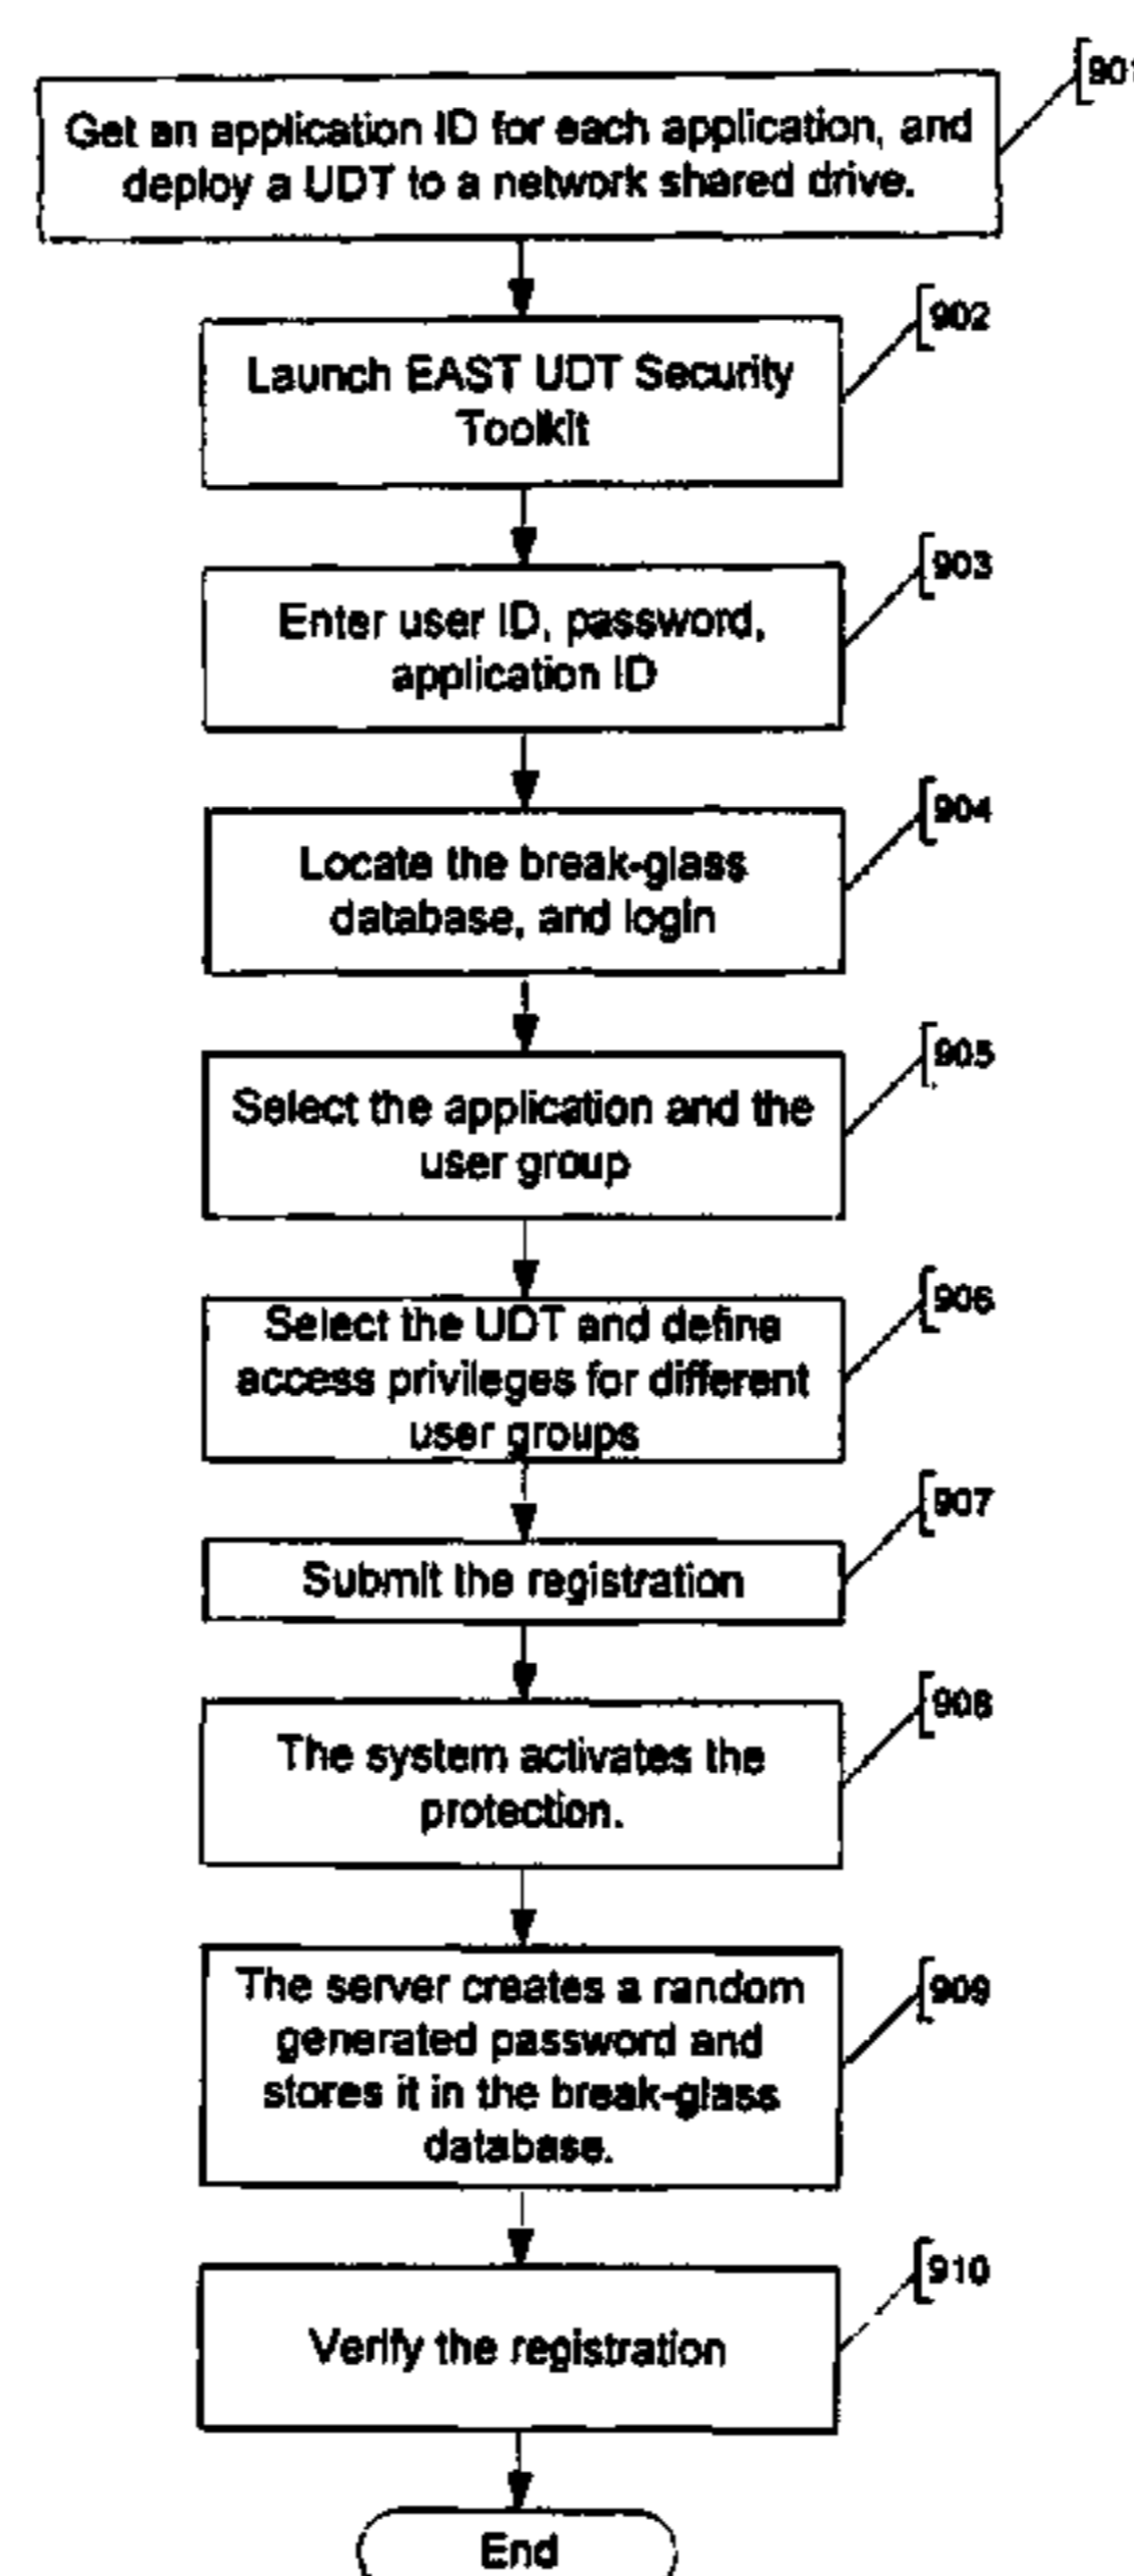 901
Get an application ID for each application, and
deploy a UDT to a network shared drive.
902
Launch EAST UDT Security
Toolkit
903
Enter user ID, password,
application ID
904
Locate the break-glass
database, and login
905
Select the application and the
user group
906
Select the UDT and define
access privileges for different
user groups
907
Submit the registration
908
The system activates the
protection.
909
The server creates a random
generated password and
stores it in the break-glass
database.
910
Verify the registration
End